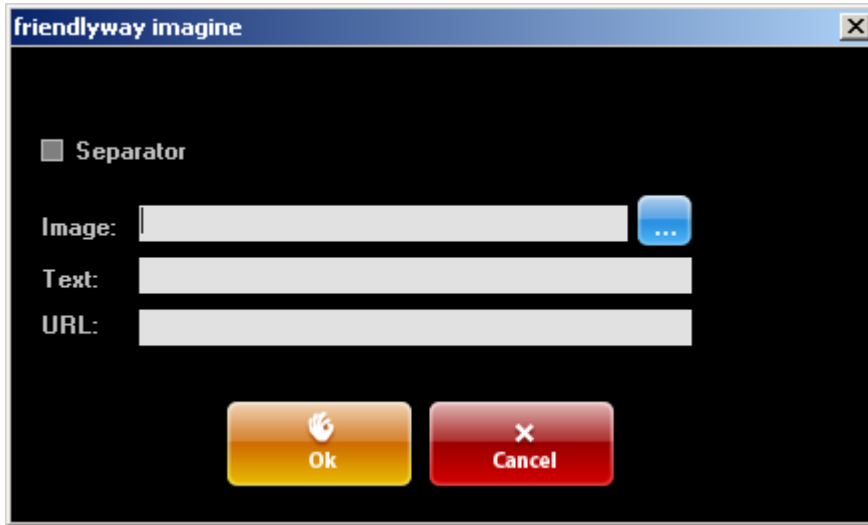 friendlyway imagine
Separator
Image:
...
Text:
URL:
Ok
Cancel